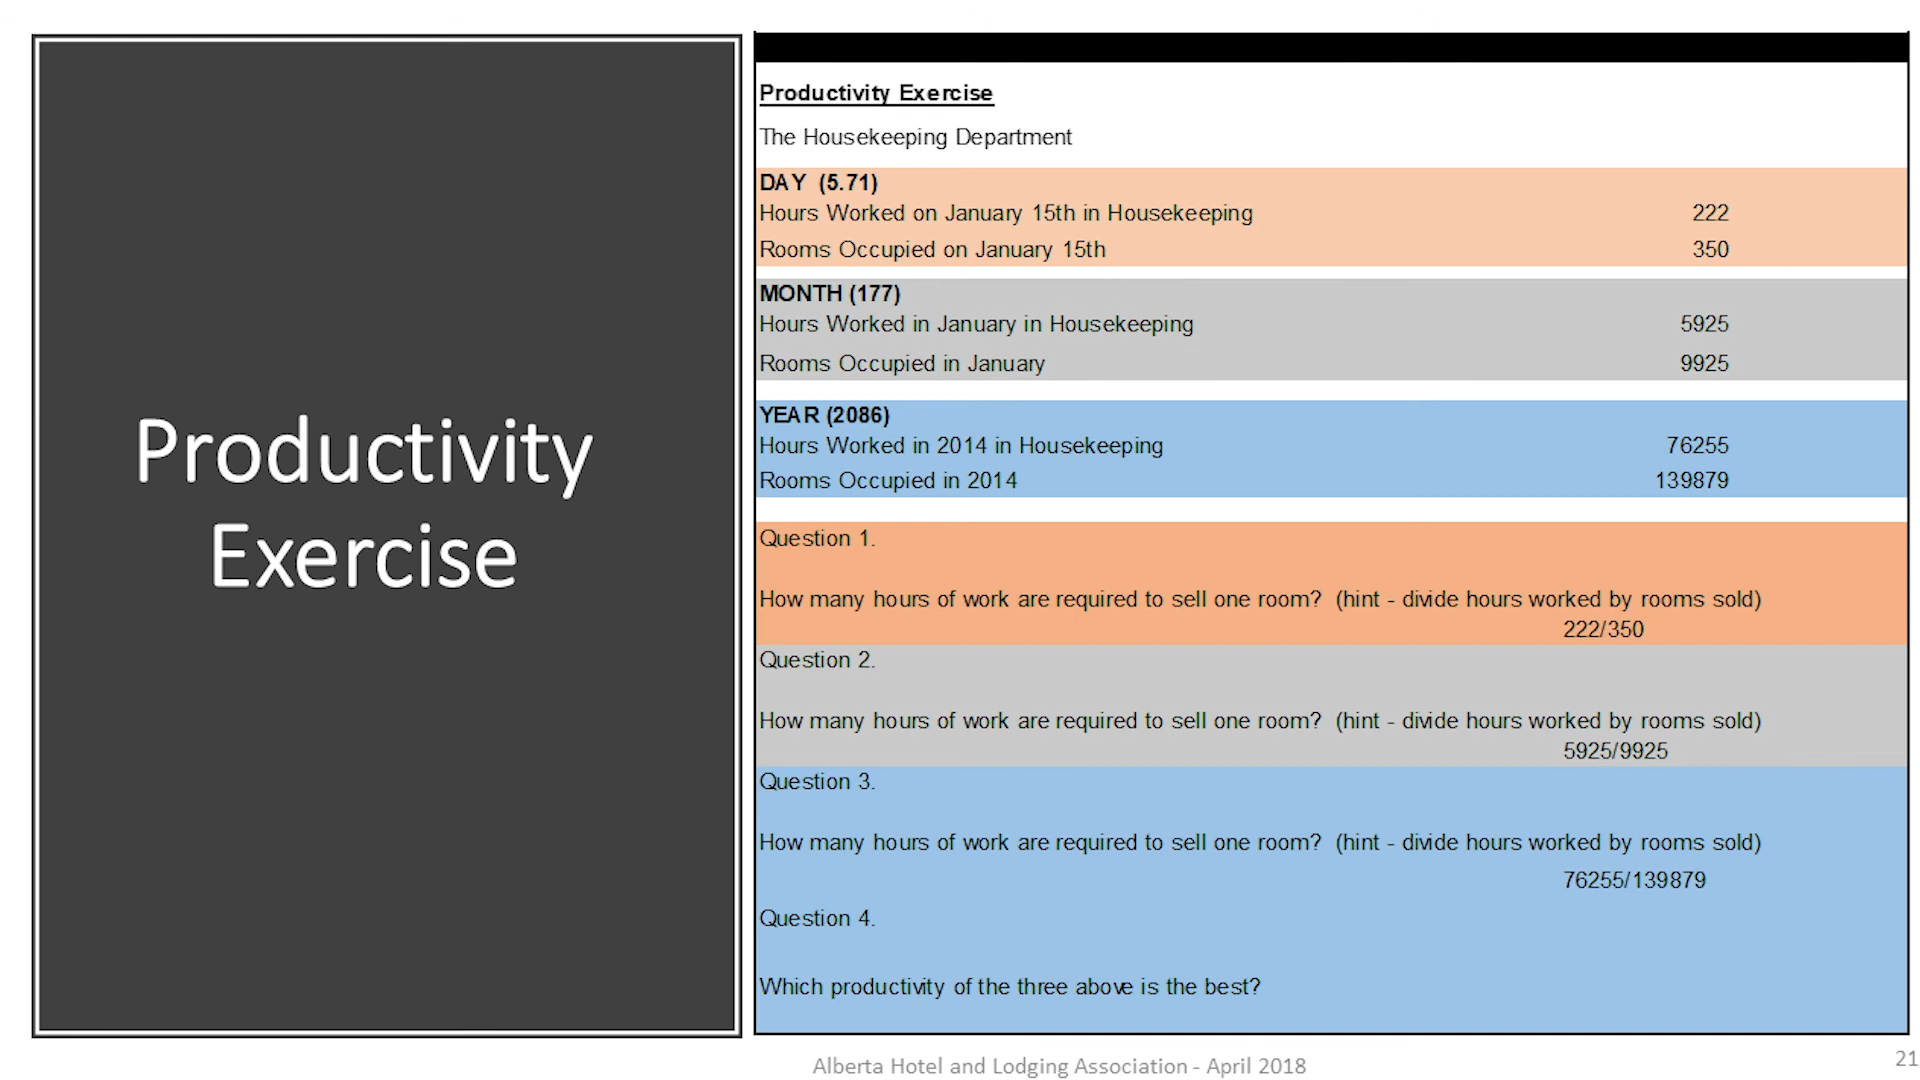 Productivity
Exercise
Productivity Exercise
The Housekeeping Department
DAY (5.71)
Hours Worked on January 15th in Housekeeping 222
Rooms Occupied on January 15th 350
MONTH (177)
Hours Worked in January in Housekeeping 5925
Rooms Occupied in January 9925
YEAR (2086)
Hours Worked in 2014 in Housekeeping 76255
Rooms Occupied in 2014 139879
Question 1.
How many hours of work are required to sell one room? (hint - divide hours worked by rooms sold)
222/350
Question 2.
How many hours of work are required to sell one room? (hint - divide hours worked by rooms sold)
5925/9925
Question 3.
How many hours of work are required to sell one room? (hint - divide hours worked by rooms sold)
76255/139879
Question 4.
Which productivity of the three above is the best?
Alberta Hotel and Lodging Association - April 2018
21